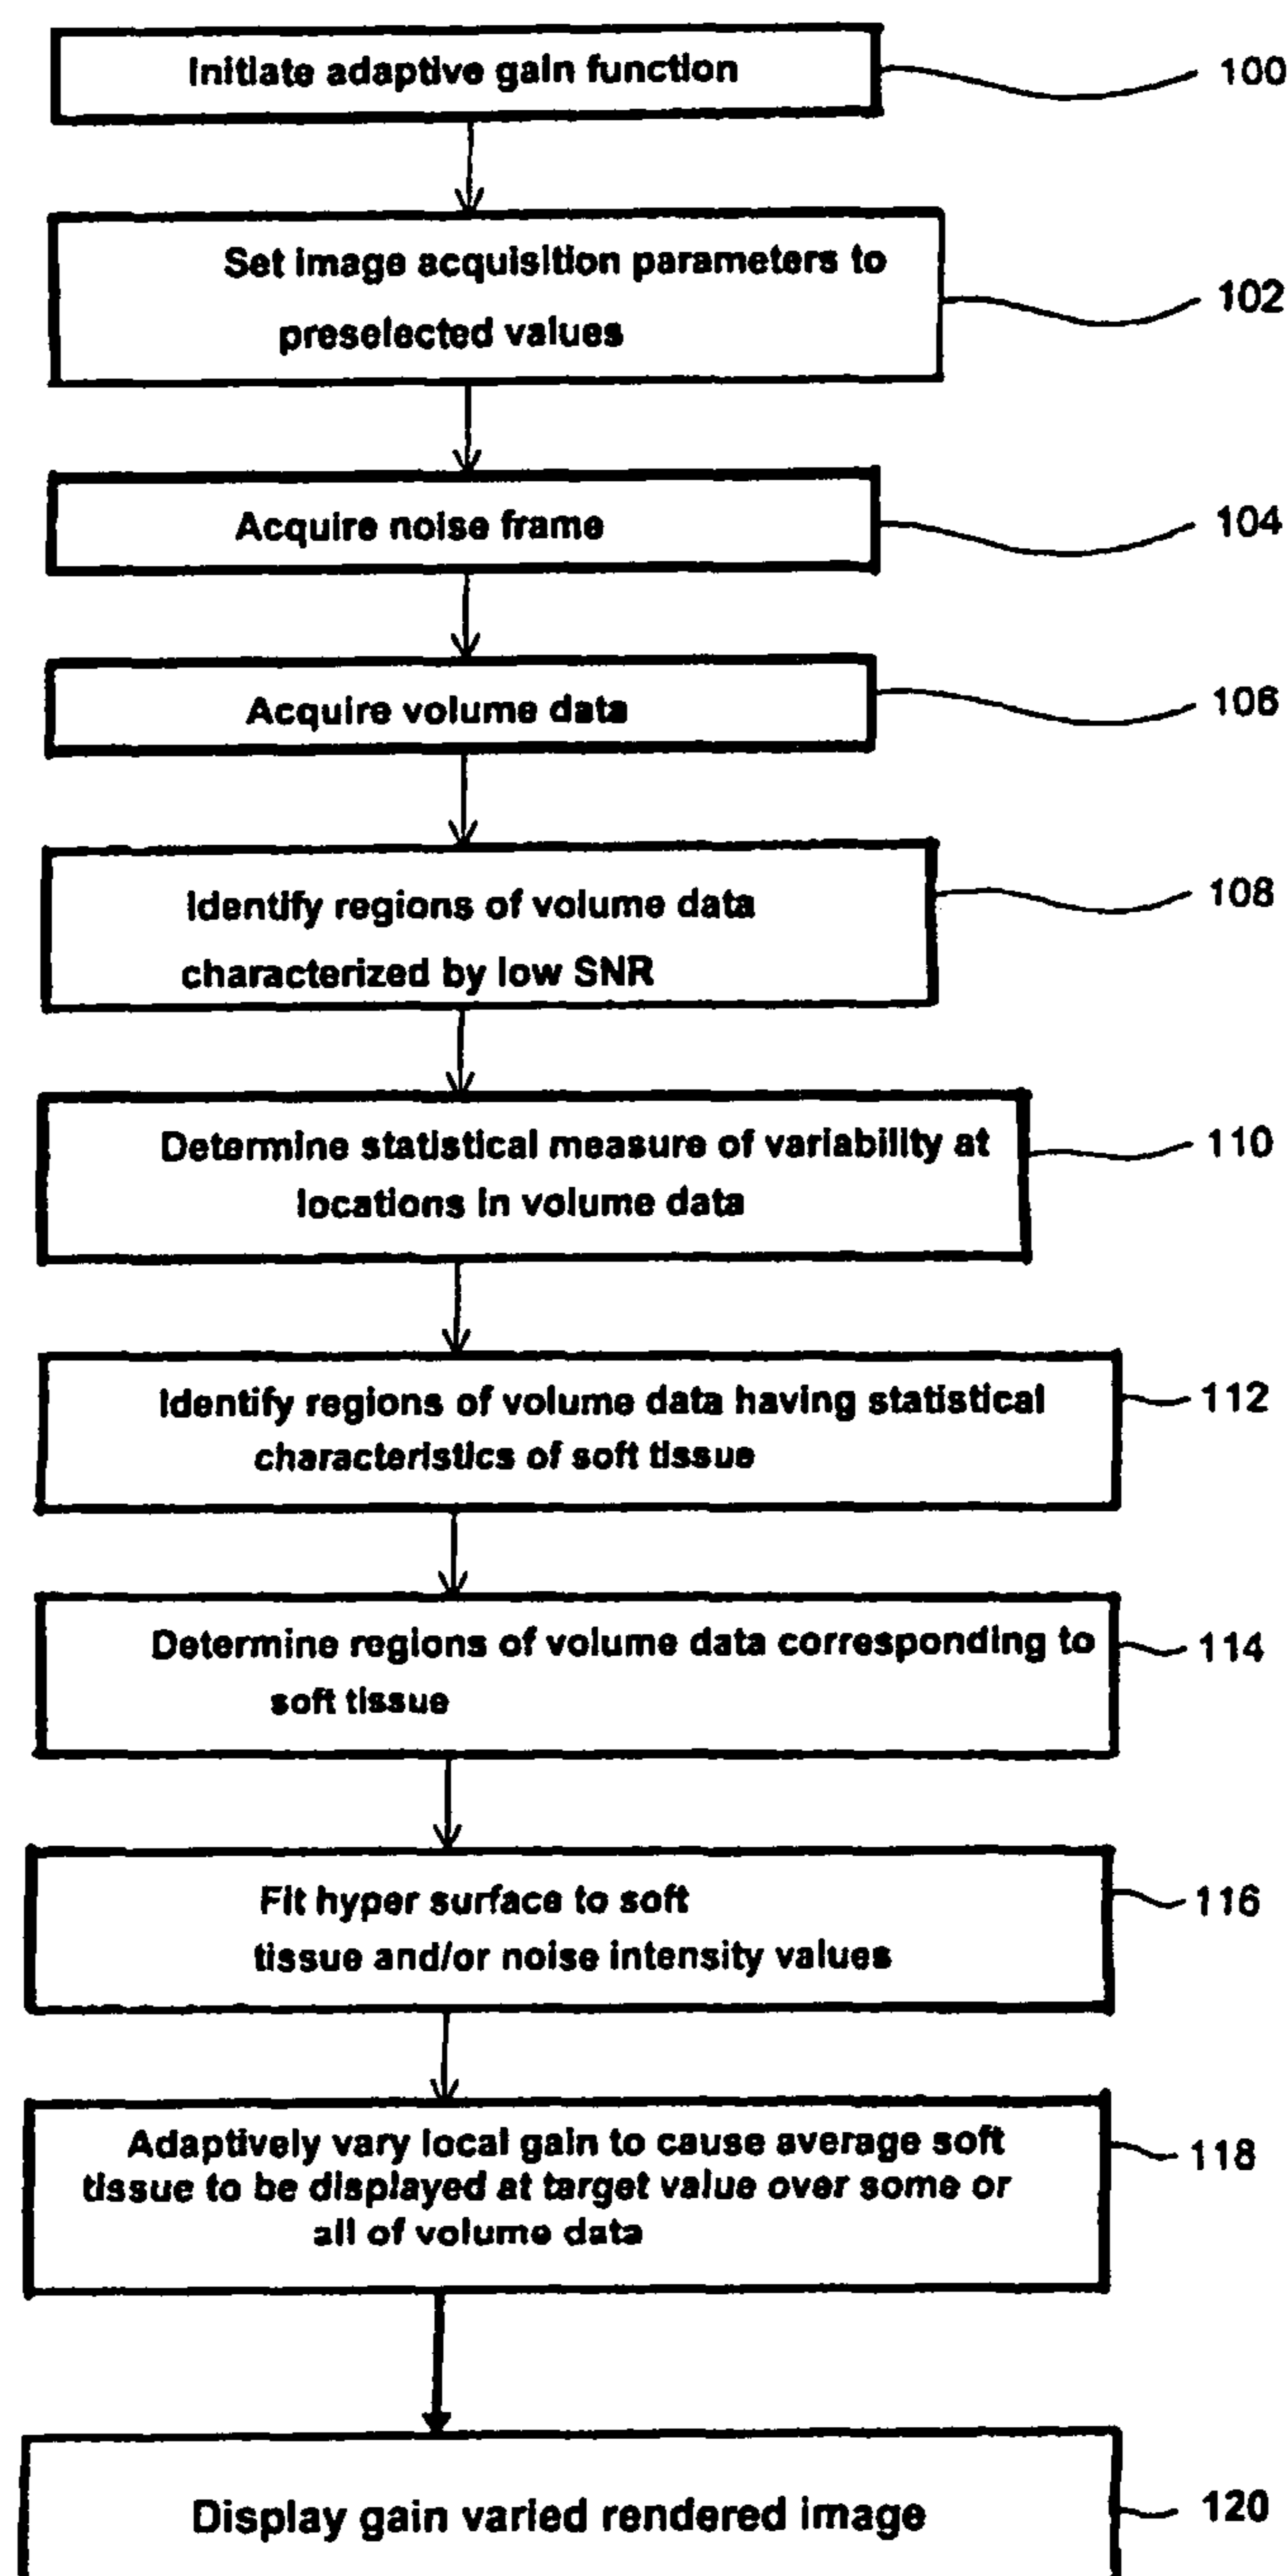 Initiate adaptive gain function
100
Set image acquisition parameters to
preselected values
102
Acquire noise frame
104
Acquire volume data
106
Identify regions of volume data
characterized by low SNR
108
Determine statistical measure of variability at
locations in volume data
110
Identify regions of volume data having statistical
characteristics of soft tissue
112
Determine regions of volume data corresponding to
soft tissue
114
Fit hyper surface to soft
tissue and/or noise intensity values
116
Adaptively vary local gain to cause average soft
tissue to be displayed at target value over some or
all of volume data
118
Display gain varied rendered image
120